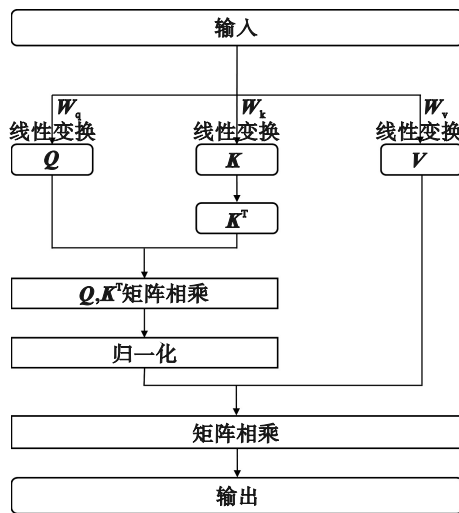 输入
W_q W_k W_v
线性变换 线性变换 线性变换
Q K V
K^T
Q,K^T矩阵相乘
归一化
矩阵相乘
输出